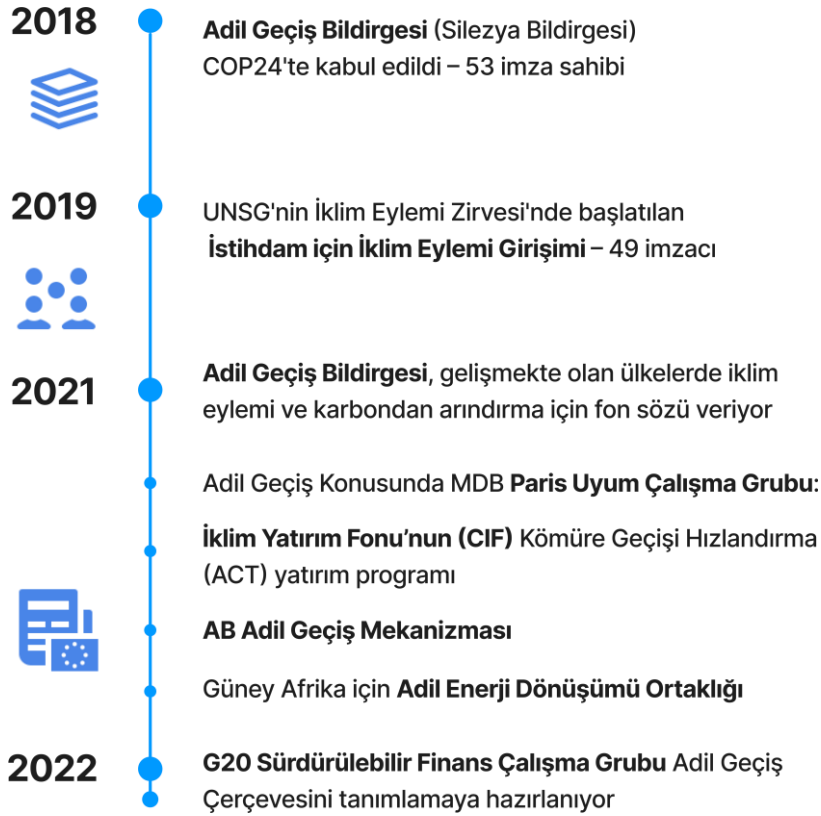 2018
Adil Geçiş Bildirgesi (Silezya Bildirgesi)
COP24'te kabul edildi – 53 imza sahibi
2019
UNSG'nin İklim Eylemi Zirvesi'nde başlatılan
İstihdam için İklim Eylemi Girişimi – 49 imzacı
2021
Adil Geçiş Bildirgesi, gelişmekte olan ülkelerde iklim
eylemi ve karbondan arındırma için fon sözü veriyor
Adil Geçiş Konusunda MDB Paris Uyum Çalışma Grubu:
İklim Yatırım Fonu’nun (CIF) Kömüre Geçişi Hızlandırma
(ACT) yatırım programı
AB Adil Geçiş Mekanizması
Güney Afrika için Adil Enerji Dönüşümü Ortaklığı
2022
G20 Sürdürülebilir Finans Çalışma Grubu Adil Geçiş
Çerçevesini tanımlamaya hazırlanıyor